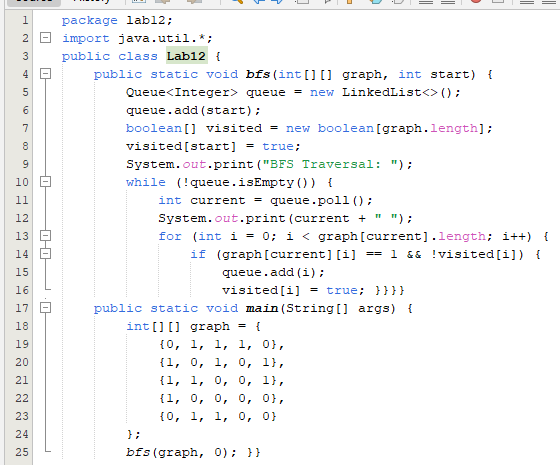 Source History
1 package lab12;
2 import java.util.*;
3 public class Lab12 {
4     public static void bfs(int[][] graph, int start) {
5         Queue<Integer> queue = new LinkedList<>();
6         queue.add(start);
7         boolean[] visited = new boolean[graph.length];
8         visited[start] = true;
9         System.out.print("BFS Traversal: ");
10         while (!queue.isEmpty()) {
11             int current = queue.poll();
12             System.out.print(current + " ");
13             for (int i = 0; i < graph[current].length; i++) {
14                 if (graph[current][i] == 1 && !visited[i]) {
15                     queue.add(i);
16                     visited[i] = true; }}}}
17     public static void main(String[] args) {
18         int[][] graph = {
19             {0, 1, 1, 1, 0},
20             {1, 0, 1, 0, 1},
21             {1, 1, 0, 0, 1},
22             {1, 0, 0, 0, 0},
23             {0, 1, 1, 0, 0}
24         };
25         bfs(graph, 0); }}